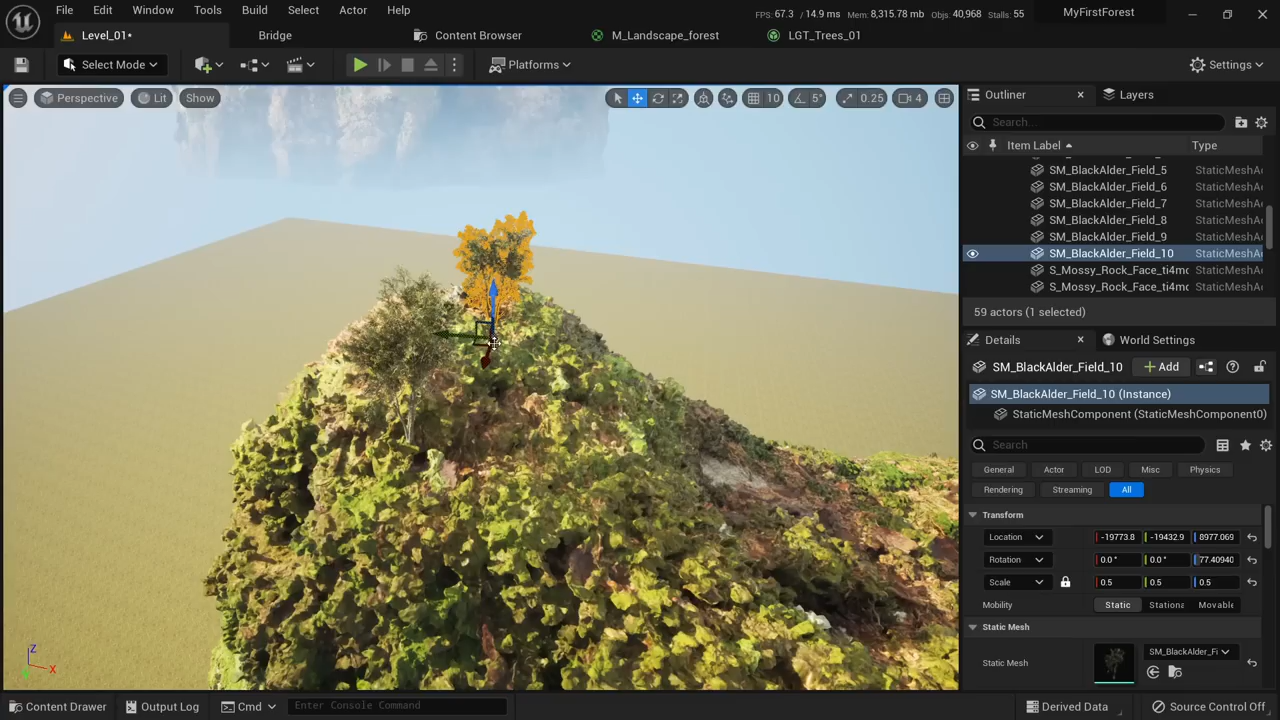 File Edit Window Tools Build Select Actor Help
FPS: 67.3 / 14.9 ms Mem: 8,315.78 mb Objs: 40,968 Stalls: 55
MyFirstForest
Level_01•
Bridge
Content Browser
M_Landscape_forest
LGT_Trees_01
Select Mode
Platforms
Settings
Perspective
Lit
Show
10
5°
0.25
4
Outliner
Layers
Search...
Item Label
Type
SM_BlackAlder_Field_5 StaticMeshA
SM_BlackAlder_Field_6 StaticMeshA
SM_BlackAlder_Field_7 StaticMeshA
SM_BlackAlder_Field_8 StaticMeshA
SM_BlackAlder_Field_9 StaticMeshA
SM_BlackAlder_Field_10 StaticMeshA
S_Mossy_Rock_Face_ti4mc StaticMeshA
S_Mossy_Rock_Face_ti4mc StaticMeshA
59 actors (1 selected)
Details
World Settings
SM_BlackAlder_Field_10
Add
SM_BlackAlder_Field_10 (Instance)
StaticMeshComponent (StaticMeshComponent0)
Search
General Actor LOD Misc Physics
Rendering Streaming All
Transform
Location -19773.8 -19432.9 8977.069
Rotation 0.0° 0.0° 77.40940
Scale 0.5 0.5 0.5
Mobility Static Stationa Movable
Static Mesh
SM_BlackAlder_Fi
Static Mesh
Z
X
Content Drawer
Output Log
Cmd
Enter Console Command
Derived Data
Source Control Off